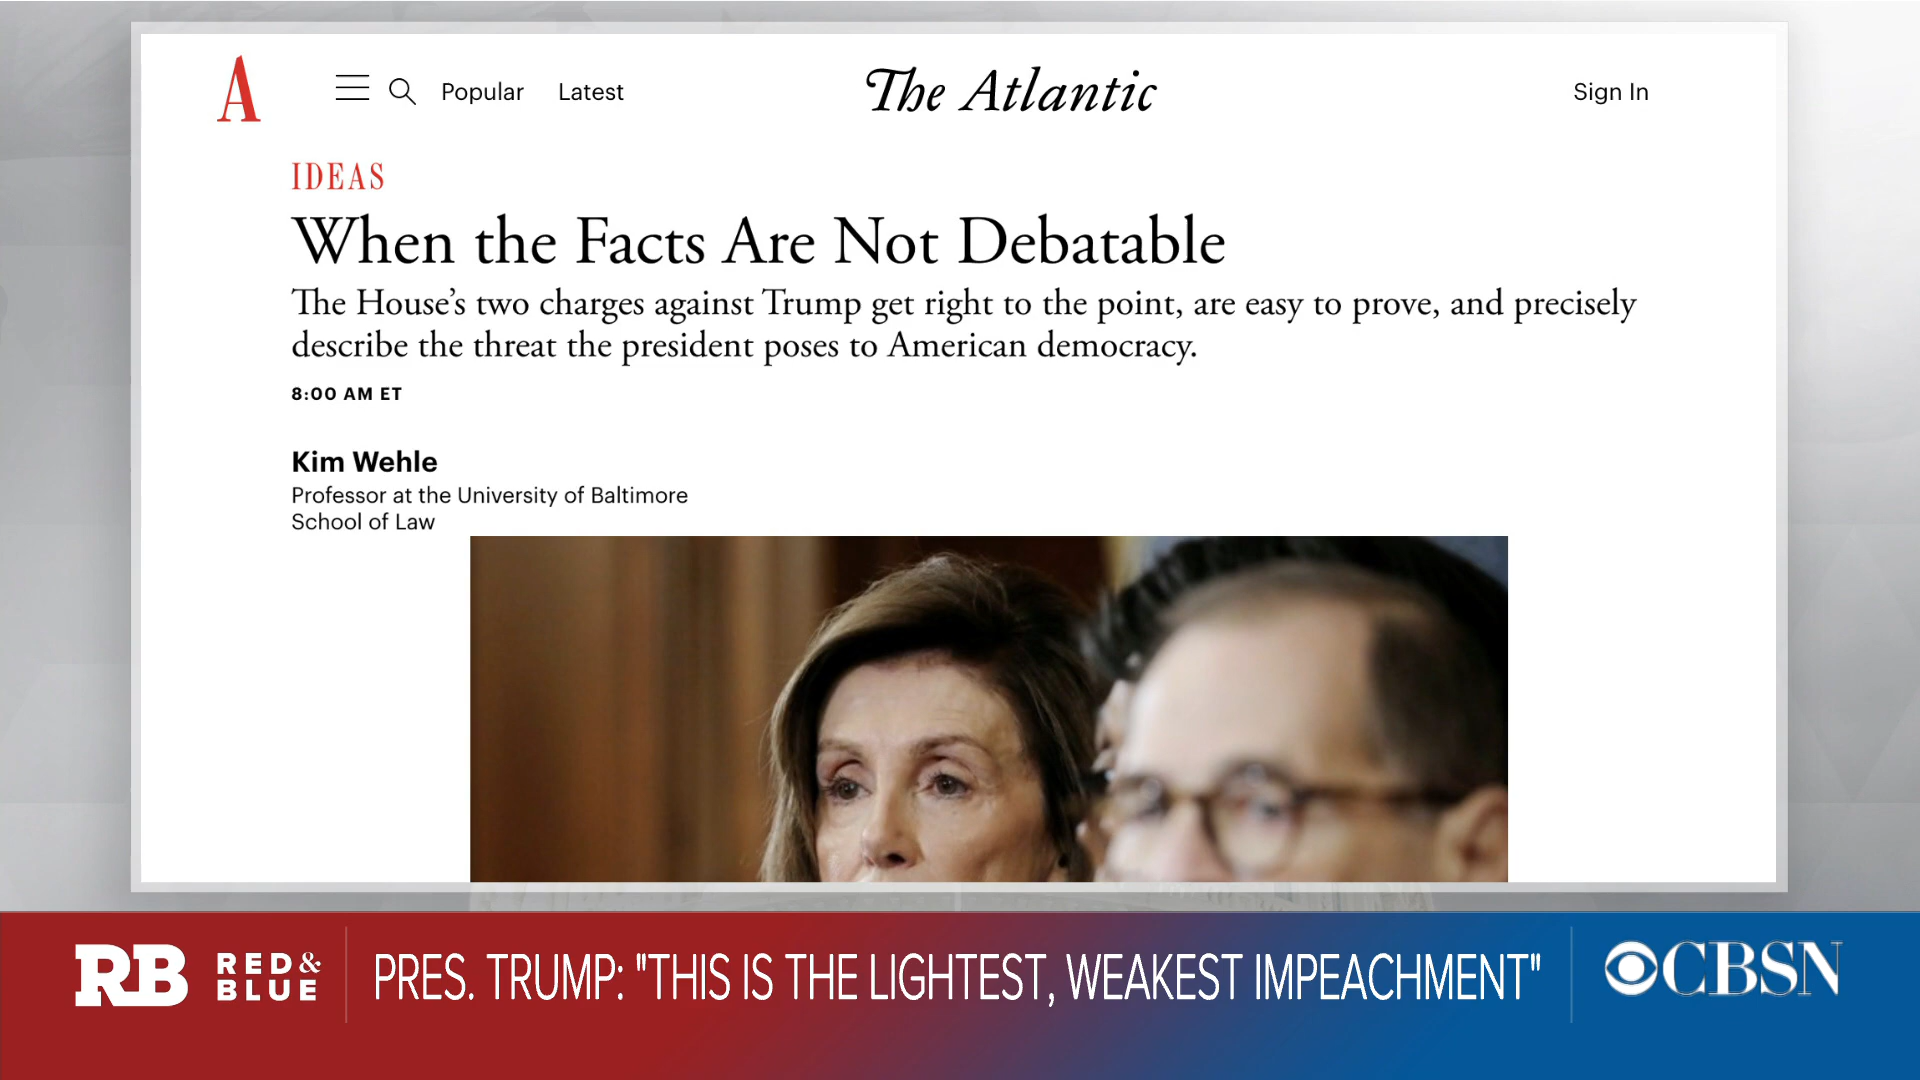 A
Popular Latest The Atlantic Sign In
IDEAS
When the Facts Are Not Debatable
The House’s two charges against Trump get right to the point, are easy to prove, and precisely
describe the threat the president poses to American democracy.
8:00 AM ET
Kim Wehle
Professor at the University of Baltimore
School of Law
RB RED & BLUE PRES. TRUMP: "THIS IS THE LIGHTEST, WEAKEST IMPEACHMENT" CBSN